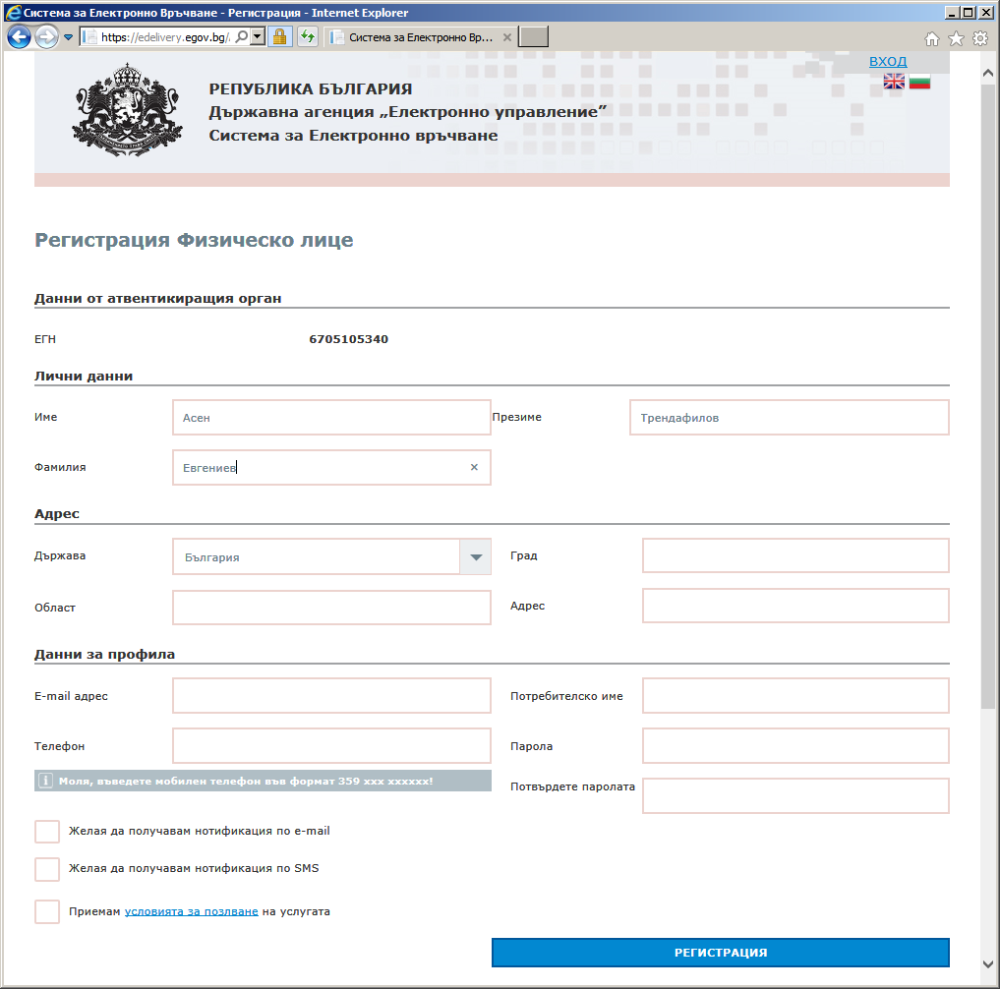 Система за Електронно Връчване - Регистрация - Internet Explorer
https://edelivery.egov.bg/
Система за Електронно Вр...
ВХОД
РЕПУБЛИКА БЪЛГАРИЯ
Държавна агенция „Електронно управление”
Система за Електронно връчване
Регистрация Физическо лице
Данни от атвентикиращия орган
ЕГН 6705105340
Лични данни
Име Асен Презиме Трендафилов
Фамилия Евгениев ×
Адрес
Държава България Град
Област Адрес
Данни за профила
E-mail адрес Потребителско име
Телефон Парола
i Моля, въведете мобилен телефон във формат 359 xxx xxxxxx!
Потвърдете паролата
Желая да получавам нотификация по e-mail
Желая да получавам нотификация по SMS
Приемам условията за позлване на услугата
РЕГИСТРАЦИЯ